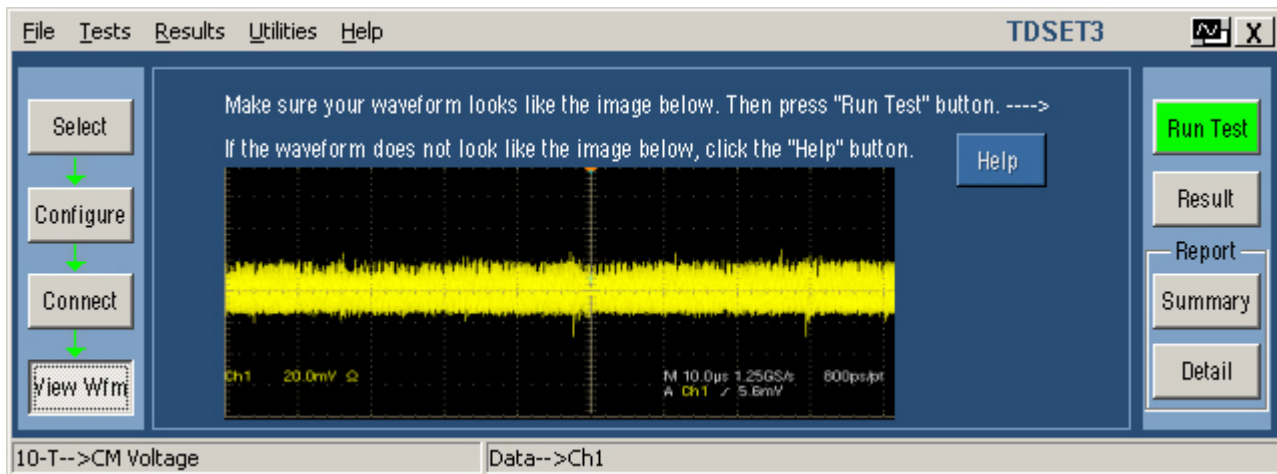 File Tests Results Utilities Help TDSET3 X
Make sure your waveform looks like the image below. Then press "Run Test" button. ---->
If the waveform does not look like the image below, click the "Help" button.
Help
Select
Configure
Connect
View Wfm
Ch1 20.0mV Ω
M 10.0µs 1.25GS/s 800ps/pt
A Ch1 / 5.6mV
Run Test
Result
Report
Summary
Detail
10-T-->CM Voltage Data-->Ch1